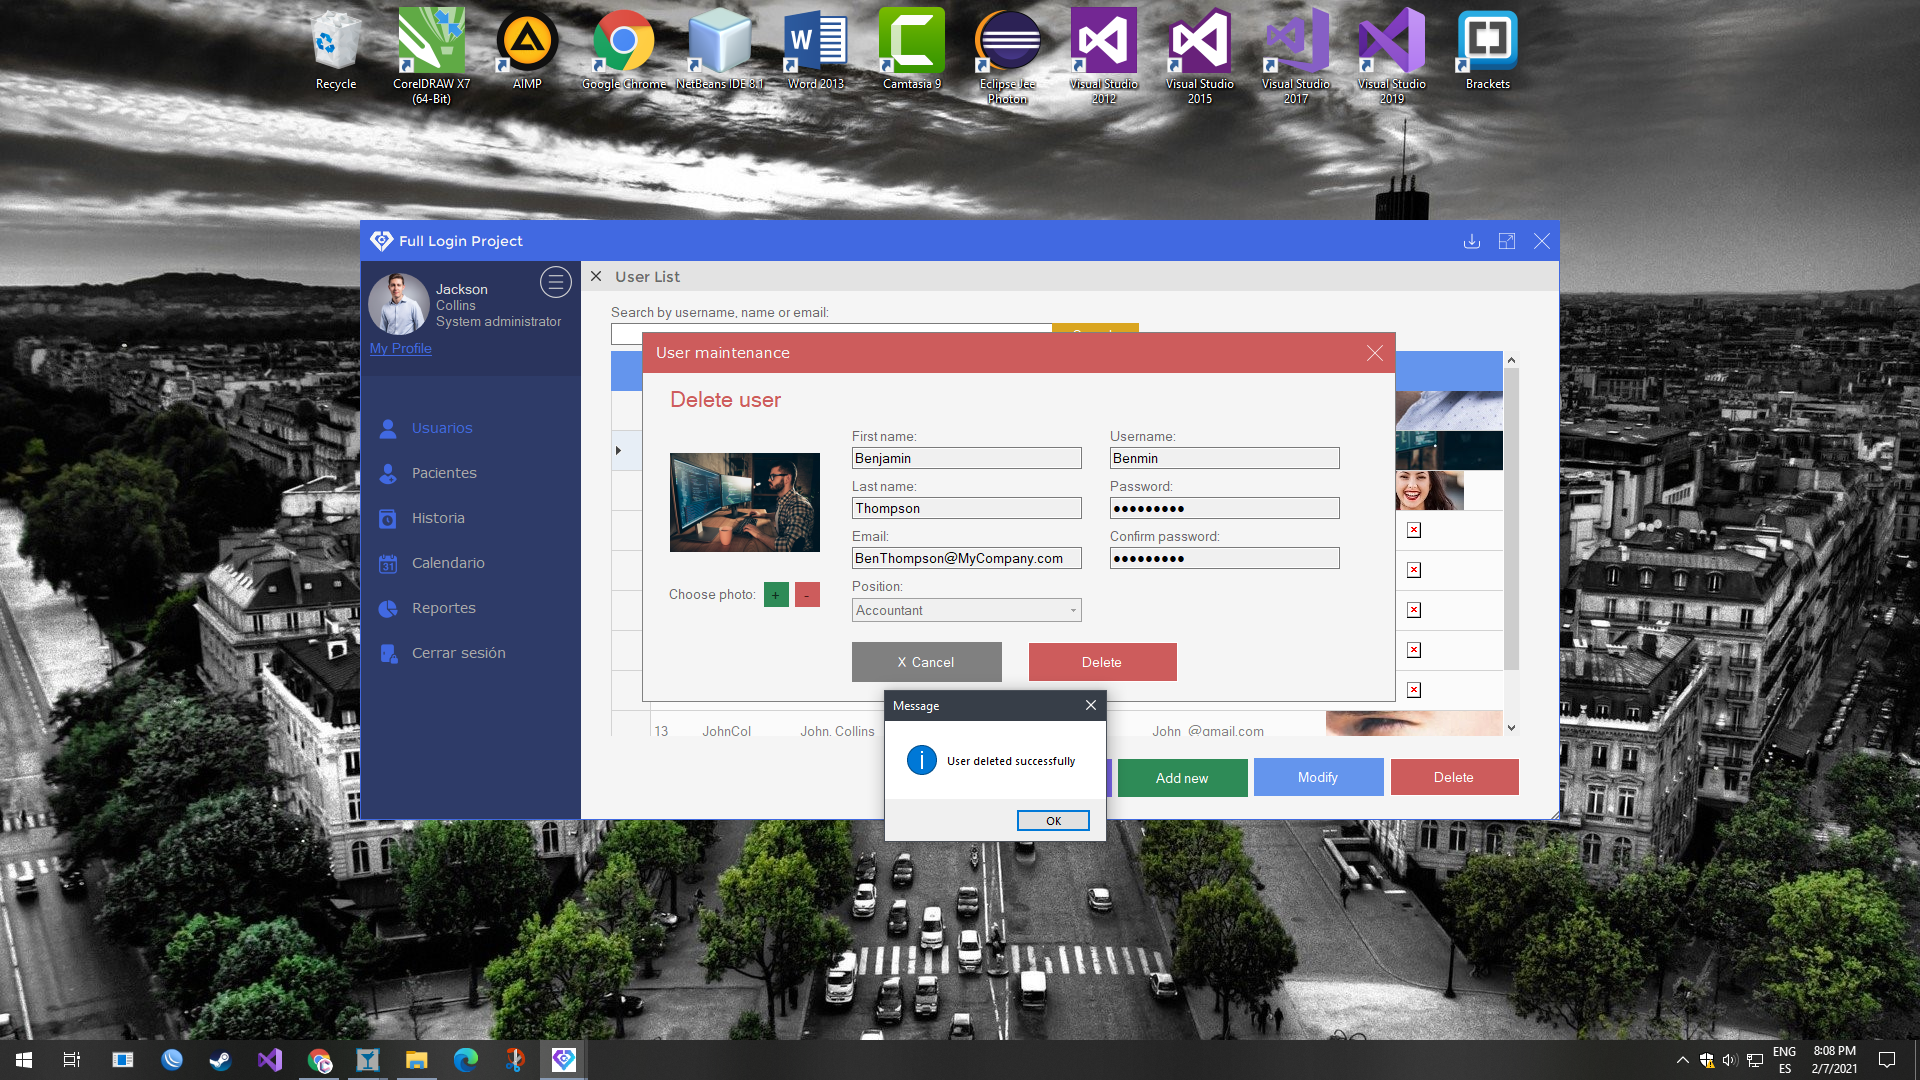 Recycle
CorelDRAW X7
(64-Bit)
AIMP
Google Chrome
NetBeans IDE 8.1
Word 2013
Camtasia 9
Eclipse Jee
Photon
Visual Studio
2012
Visual Studio
2015
Visual Studio
2017
Visual Studio
2019
Brackets
Full Login Project
Jackson
Collins
System administrator
My Profile
Usuarios
Pacientes
Historia
31
Calendario
Reportes
Cerrar sesión
User List
Search by username, name or email:
User maintenance
Delete user
First name:
Benjamin
Username:
Benmin
Last name:
Thompson
Password:
●●●●●●●●●
Email:
BenThompson@MyCompany.com
Confirm password:
●●●●●●●●●
Choose photo:
+
-
Position:
Accountant
X Cancel
Delete
13
JohnCol
John, Collins
John_@gmail.com
Add new
Modify
Delete
Message
User deleted successfully
OK
ENG
ES
8:08 PM
2/7/2021